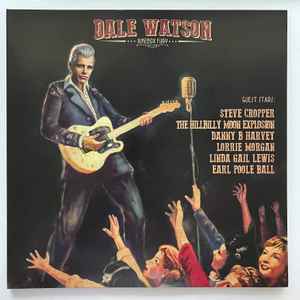 DALE WATSON
GUEST STARS:
STEVE CROPPER
THE HILLBILLY MOON EXPLOSION
DANNY B HARVEY
LORRIE MORGAN
LINDA GAIL LEWIS
EARL POOLE BALL